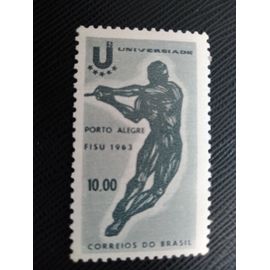 U UNIVERSIADE
PORTO ALEGRE
FISU 1963
10,00
CORREIOS DO BRASIL